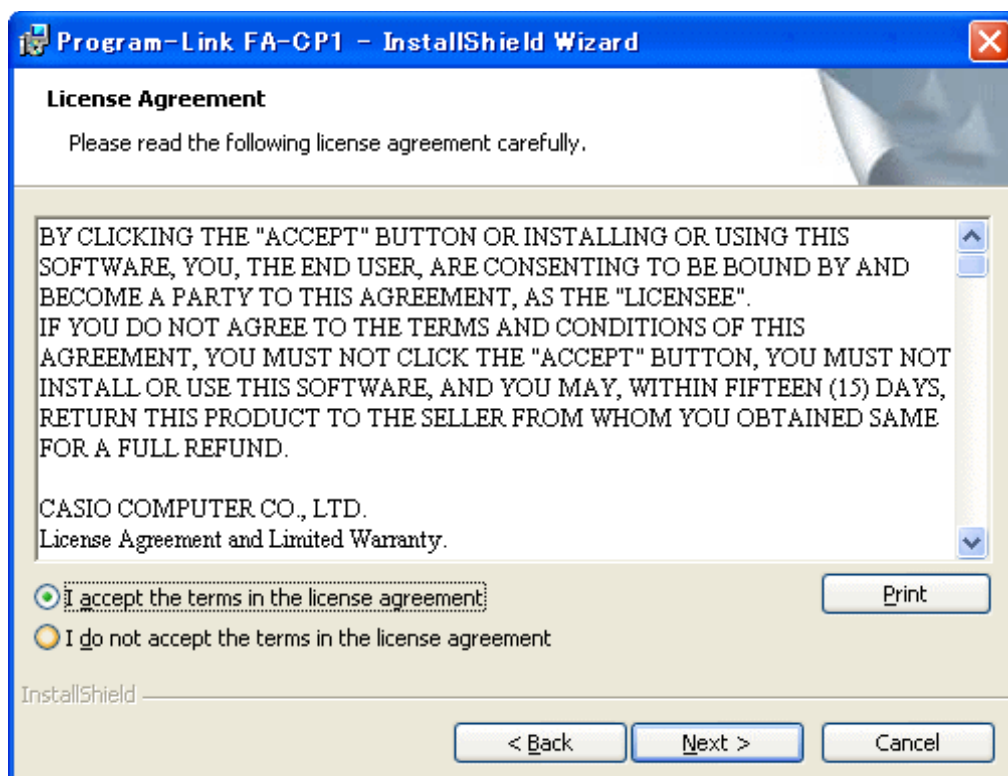 Program-Link FA-CP1 - InstallShield Wizard
License Agreement
Please read the following license agreement carefully.
BY CLICKING THE "ACCEPT" BUTTON OR INSTALLING OR USING THIS
SOFTWARE, YOU, THE END USER, ARE CONSENTING TO BE BOUND BY AND
BECOME A PARTY TO THIS AGREEMENT, AS THE "LICENSEE".
IF YOU DO NOT AGREE TO THE TERMS AND CONDITIONS OF THIS
AGREEMENT, YOU MUST NOT CLICK THE "ACCEPT" BUTTON, YOU MUST NOT
INSTALL OR USE THIS SOFTWARE, AND YOU MAY, WITHIN FIFTEEN (15) DAYS,
RETURN THIS PRODUCT TO THE SELLER FROM WHOM YOU OBTAINED SAME
FOR A FULL REFUND.
CASIO COMPUTER CO., LTD.
License Agreement and Limited Warranty.
I accept the terms in the license agreement
Print
I do not accept the terms in the license agreement
InstallShield
< Back
Next >
Cancel